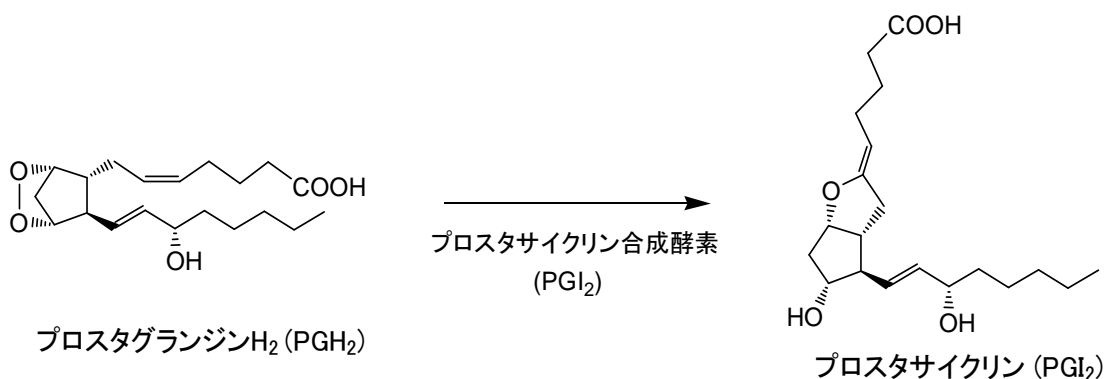 COOH
O
O
COOH
OH
プロスタグランジンH2 (PGH2)
プロスタサイクリン合成酵素
(PGI2)
O
HO
OH
プロスタサイクリン (PGI2)